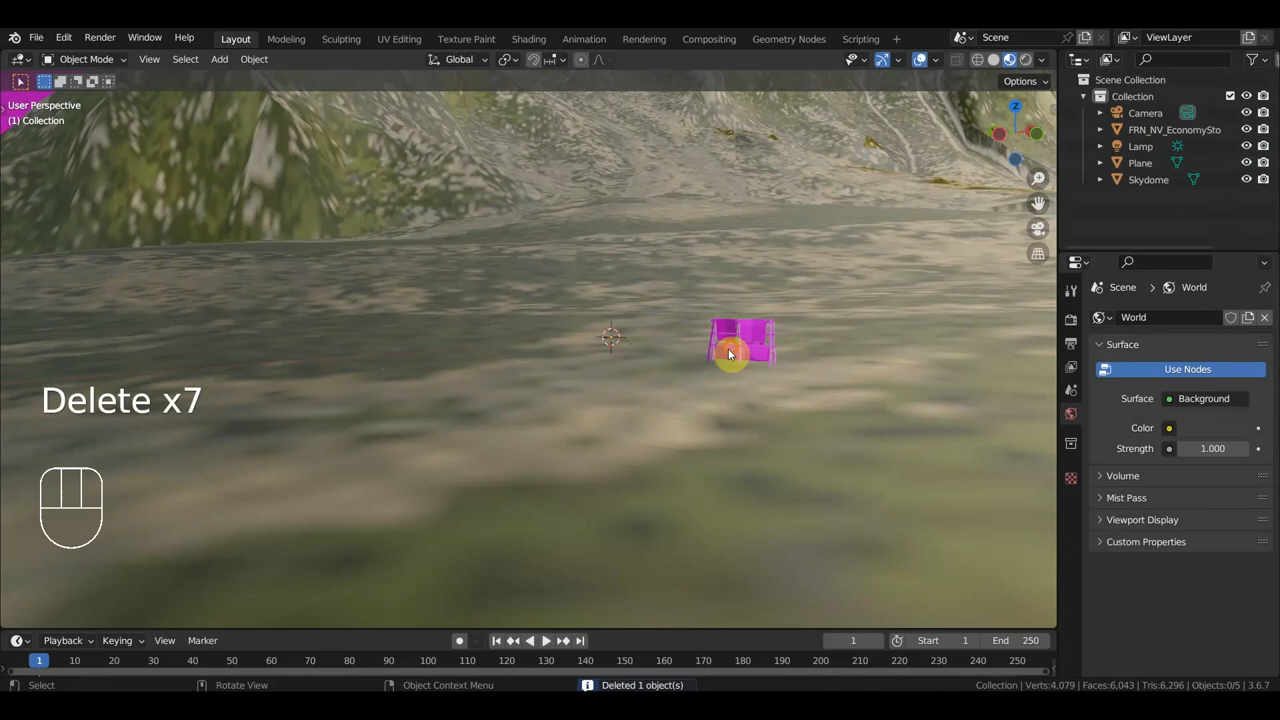 File Edit Render Window Help Layout Modeling Sculpting UV Editing Texture Paint Shading Animation Rendering Compositing Geometry Nodes Scripting + Scene ViewLayer
Object Mode View Select Add Object Global
Options
User Perspective
(1) Collection
Z
Delete x7
Scene Collection
Collection
Camera
FRN_NV_EconomySto
Lamp
Plane
Skydome
Scene > World
World
Surface
Use Nodes
Surface Background
Color
Strength 1.000
Volume
Mist Pass
Viewport Display
Custom Properties
Playback Keying View Marker 1 Start 1 End 250
1 10 20 30 40 50 60 70 80 90 100 110 120 130 140 150 160 170 180 190 200 210 220 230 240 250
Select Rotate View Object Context Menu Deleted 1 object(s) Collection | Verts:4,079 | Faces:6,043 | Tris:6,296 | Objects:0/5 | 3.6.7